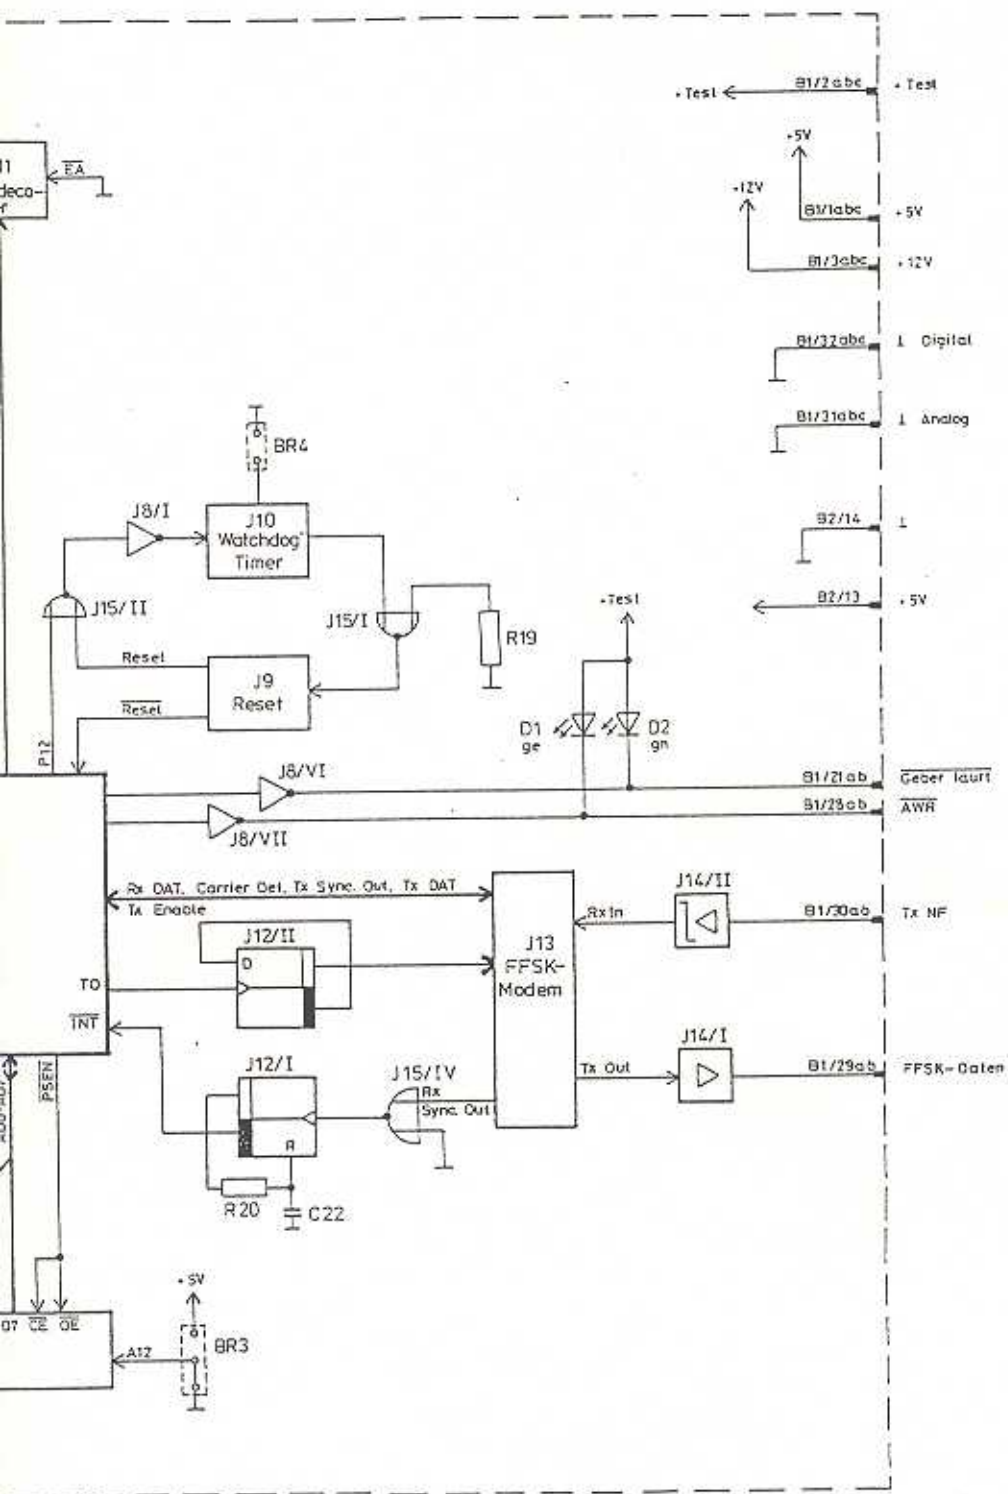 B1/2abc
+Test
+Test
+5V
EA
deco-
+12V
B1/1abc
+5V
B1/3abc
+12V
B1/32abc
⊥ Digital
B1/31abc
⊥ Analog
BR4
J8/I
J10
Watchdog
Timer
B2/14
⊥
B2/13
+5V
+Test
J15/II
J15/I
R19
Reset
J9
Reset
Reset
P12
D1
ge
D2
gn
J8/VI
B1/21ab
Geber läuft
B1/28ab
AWR
J8/VII
Rx DAT, Carrier Det, Tx Sync. Out, Tx DAT
Tx Enable
J14/II
RxIn
B1/30ab
Tx NF
J12/II
D
J13
FFSK-
Modem
TO
INT
J14/I
Tx Out
B1/29ab
FFSK-Daten
PSEN
J12/I
J15/IV
Rx
Sync. Out
R
R20
C22
+5V
D7 CE OE
A12
BR3